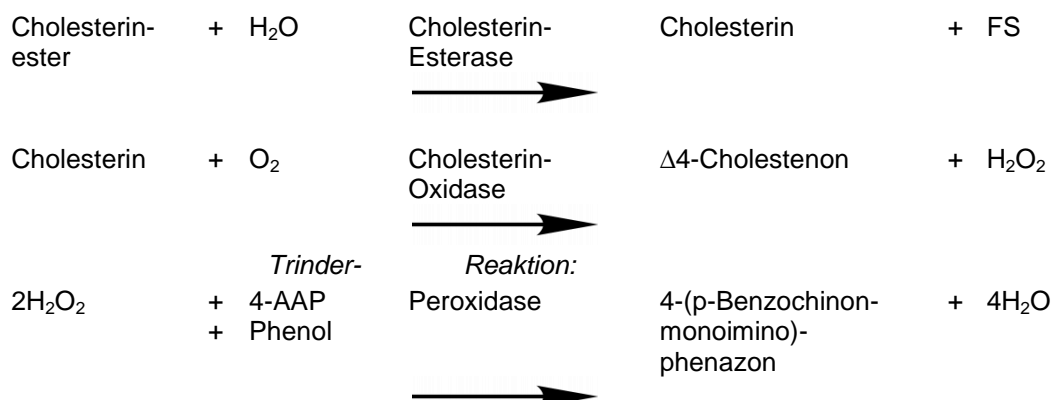 Cholesterin- + H₂O Cholesterin- Cholesterin + FS
ester Esterase
Cholesterin + O₂ Cholesterin- Δ4-Cholestenon + H₂O₂
Oxidase
Trinder- Reaktion:
2H₂O₂ + 4-AAP Peroxidase 4-(p-Benzochinon- + 4H₂O
+ Phenol monoimino)-
phenazon